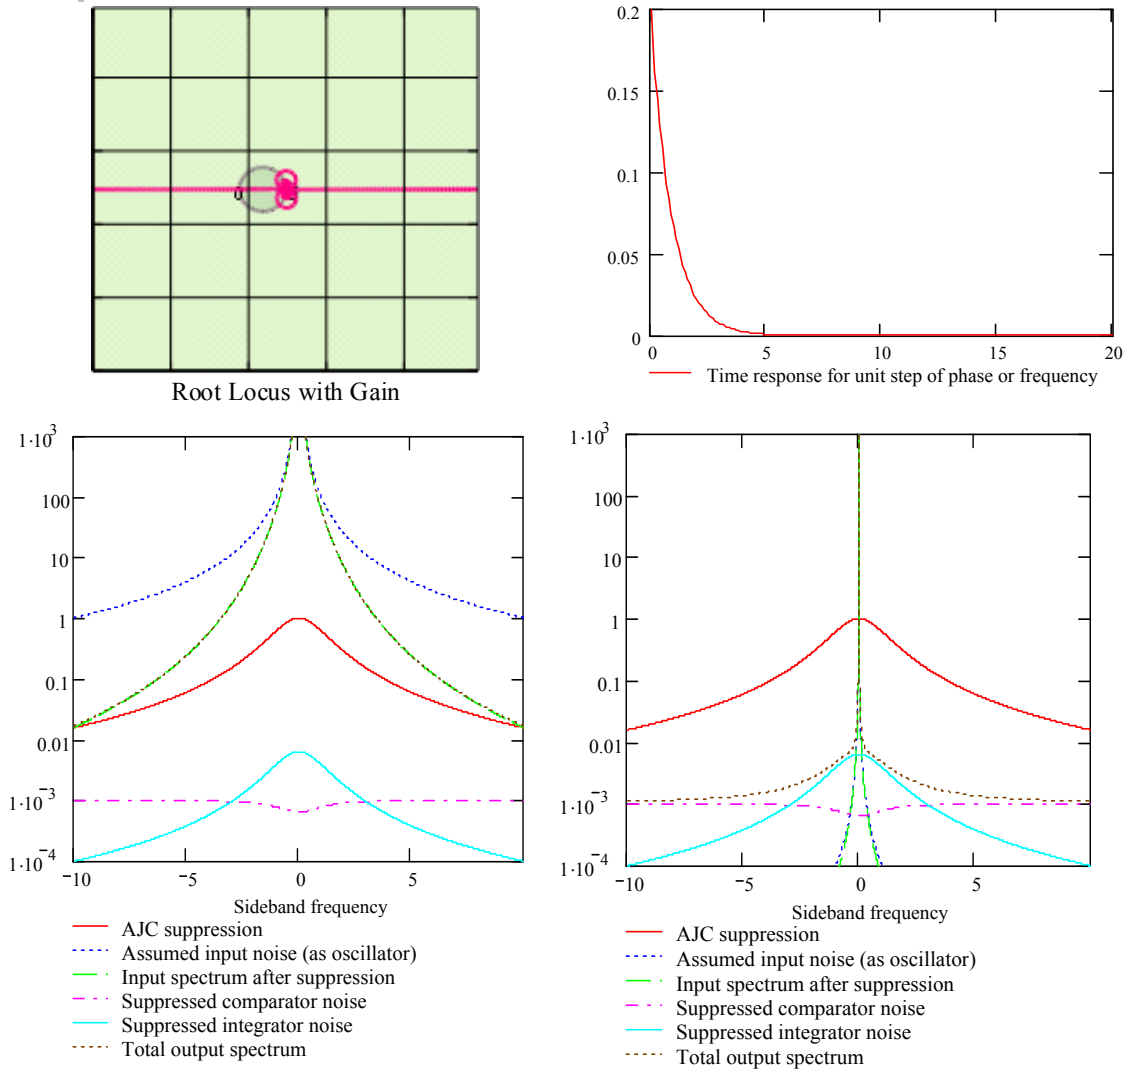 0
Root Locus with Gain
0.2
0.15
0.1
0.05
0
0 5 10 15 20
Time response for unit step of phase or frequency
1·10³
100
10
1
0.1
0.01
1·10⁻³
1·10⁻⁴
−10 −5 0 5
Sideband frequency
AJC suppression
Assumed input noise (as oscillator)
Input spectrum after suppression
Suppressed comparator noise
Suppressed integrator noise
Total output spectrum
1·10³
100
10
1
0.1
0.01
1·10⁻³
1·10⁻⁴
−10 −5 0 5
Sideband frequency
AJC suppression
Assumed input noise (as oscillator)
Input spectrum after suppression
Suppressed comparator noise
Suppressed integrator noise
Total output spectrum